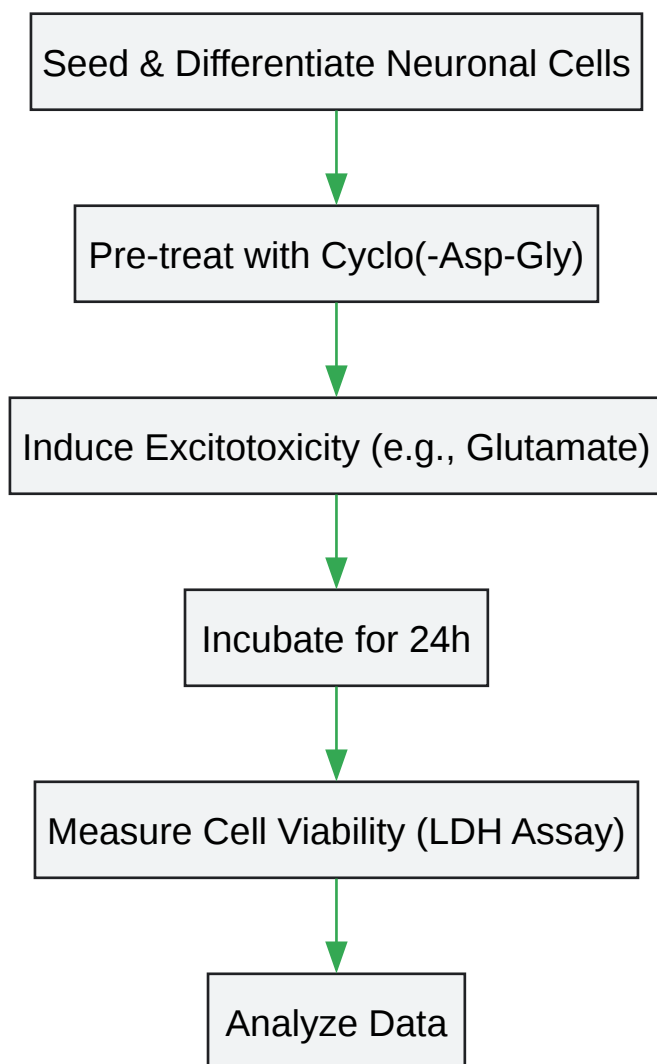 Seed & Differentiate Neuronal Cells
Pre-treat with Cyclo(-Asp-Gly)
Induce Excitotoxicity (e.g., Glutamate)
Incubate for 24h
Measure Cell Viability (LDH Assay)
Analyze Data